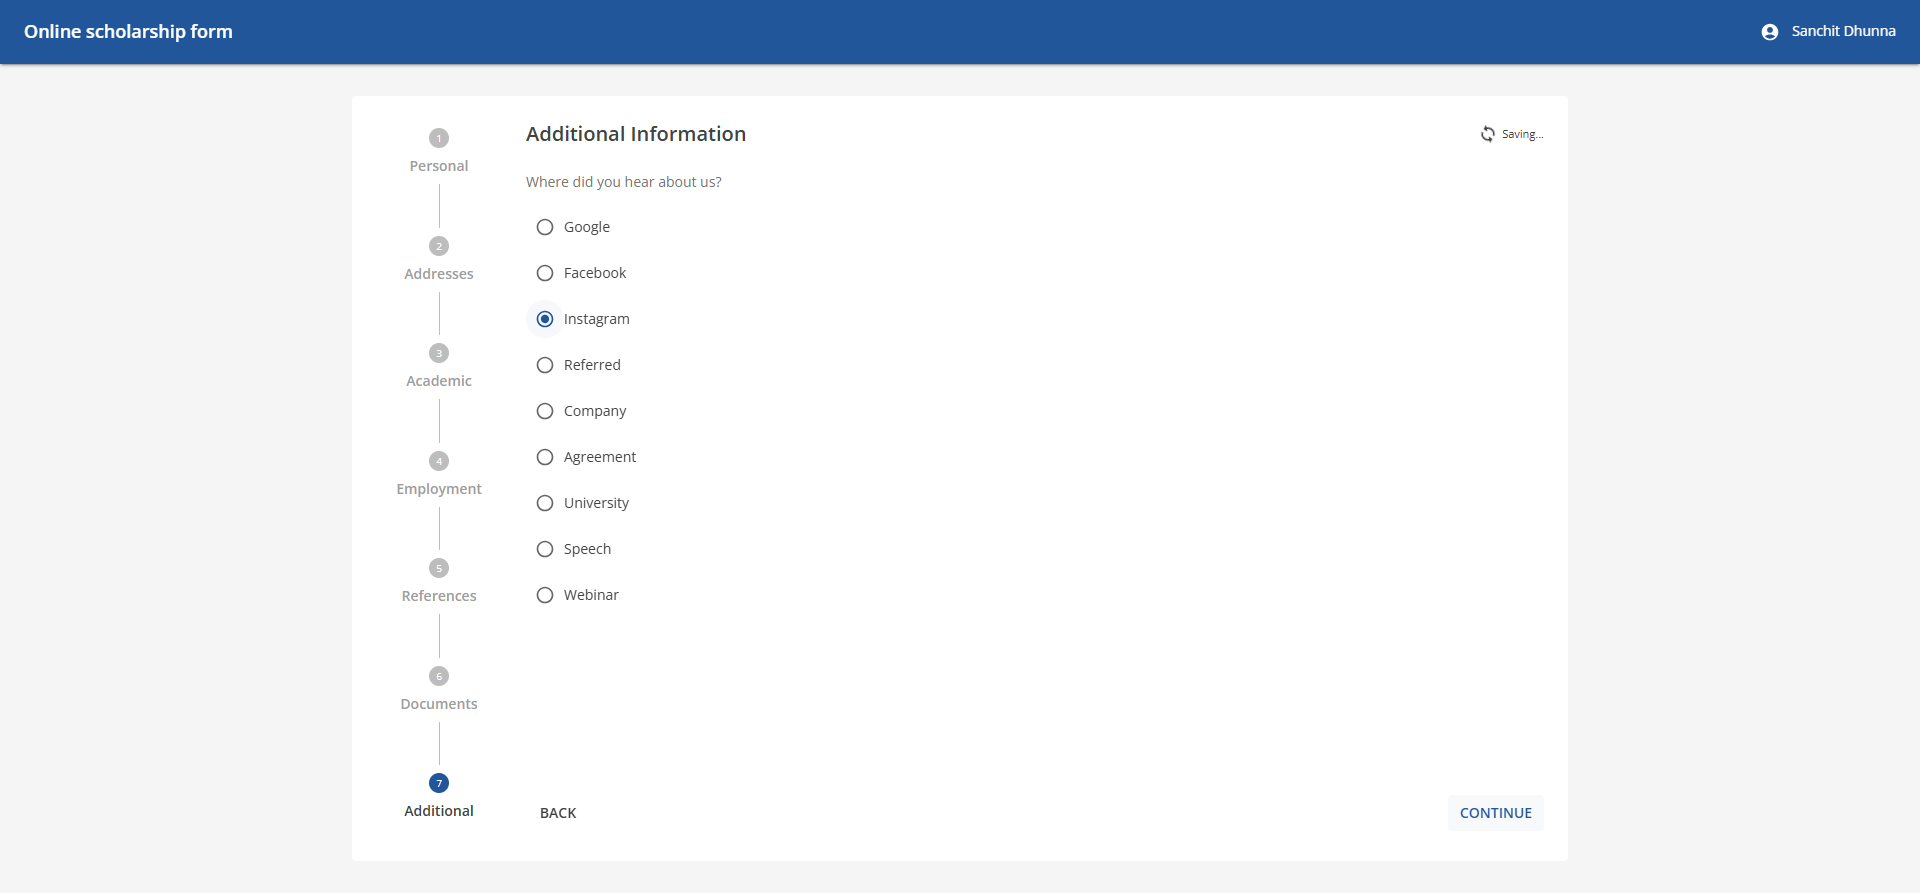 Online scholarship form
Sanchit Dhunna
1
Personal
2
Addresses
3
Academic
4
Employment
5
References
6
Documents
7
Additional
Additional Information
Saving...
Where did you hear about us?
Google
Facebook
Instagram
Referred
Company
Agreement
University
Speech
Webinar
BACK
CONTINUE